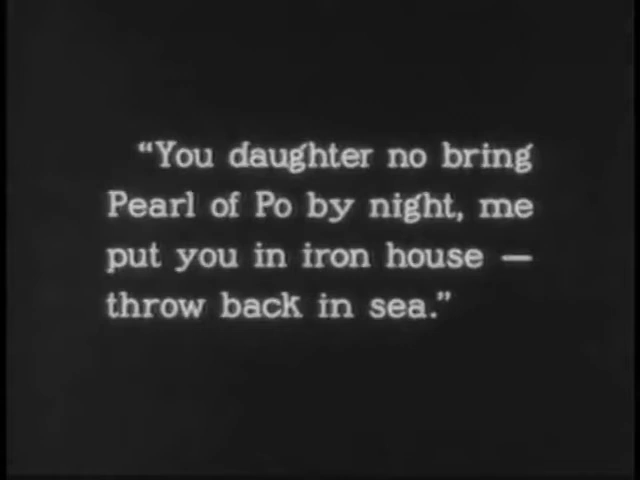 “You daughter no bring
Pearl of Po by night, me
put you in iron house —
throw back in sea.”